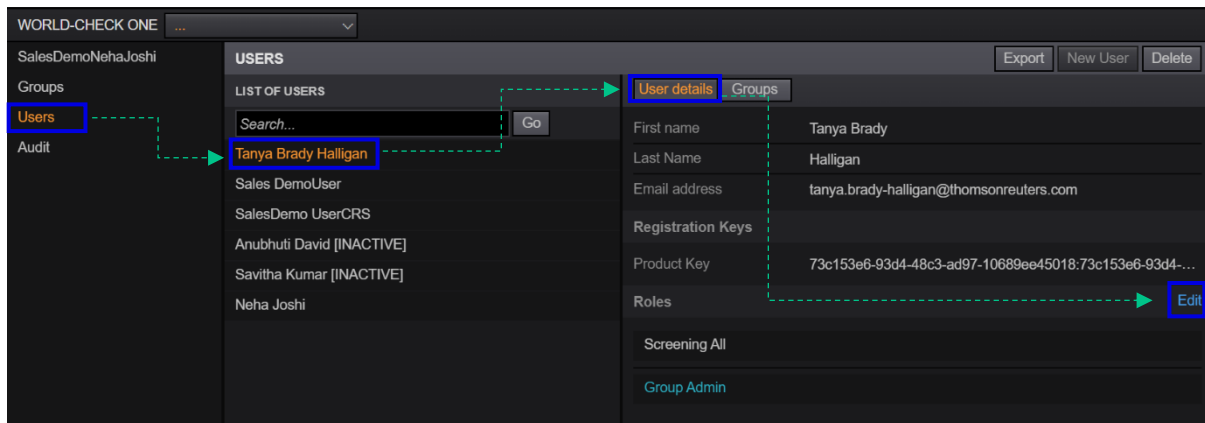 WORLD-CHECK ONE ...
SalesDemoNehaJoshi
Groups
Users
Audit
USERS
Export New User Delete
LIST OF USERS
Search... Go
Tanya Brady Halligan
Sales DemoUser
SalesDemo UserCRS
Anubhuti David [INACTIVE]
Savitha Kumar [INACTIVE]
Neha Joshi
User details Groups
First name Tanya Brady
Last Name Halligan
Email address tanya.brady-halligan@thomsonreuters.com
Registration Keys
Product Key 73c153e6-93d4-48c3-ad97-10689ee45018:73c153e6-93d4-...
Roles Edit
Screening All
Group Admin